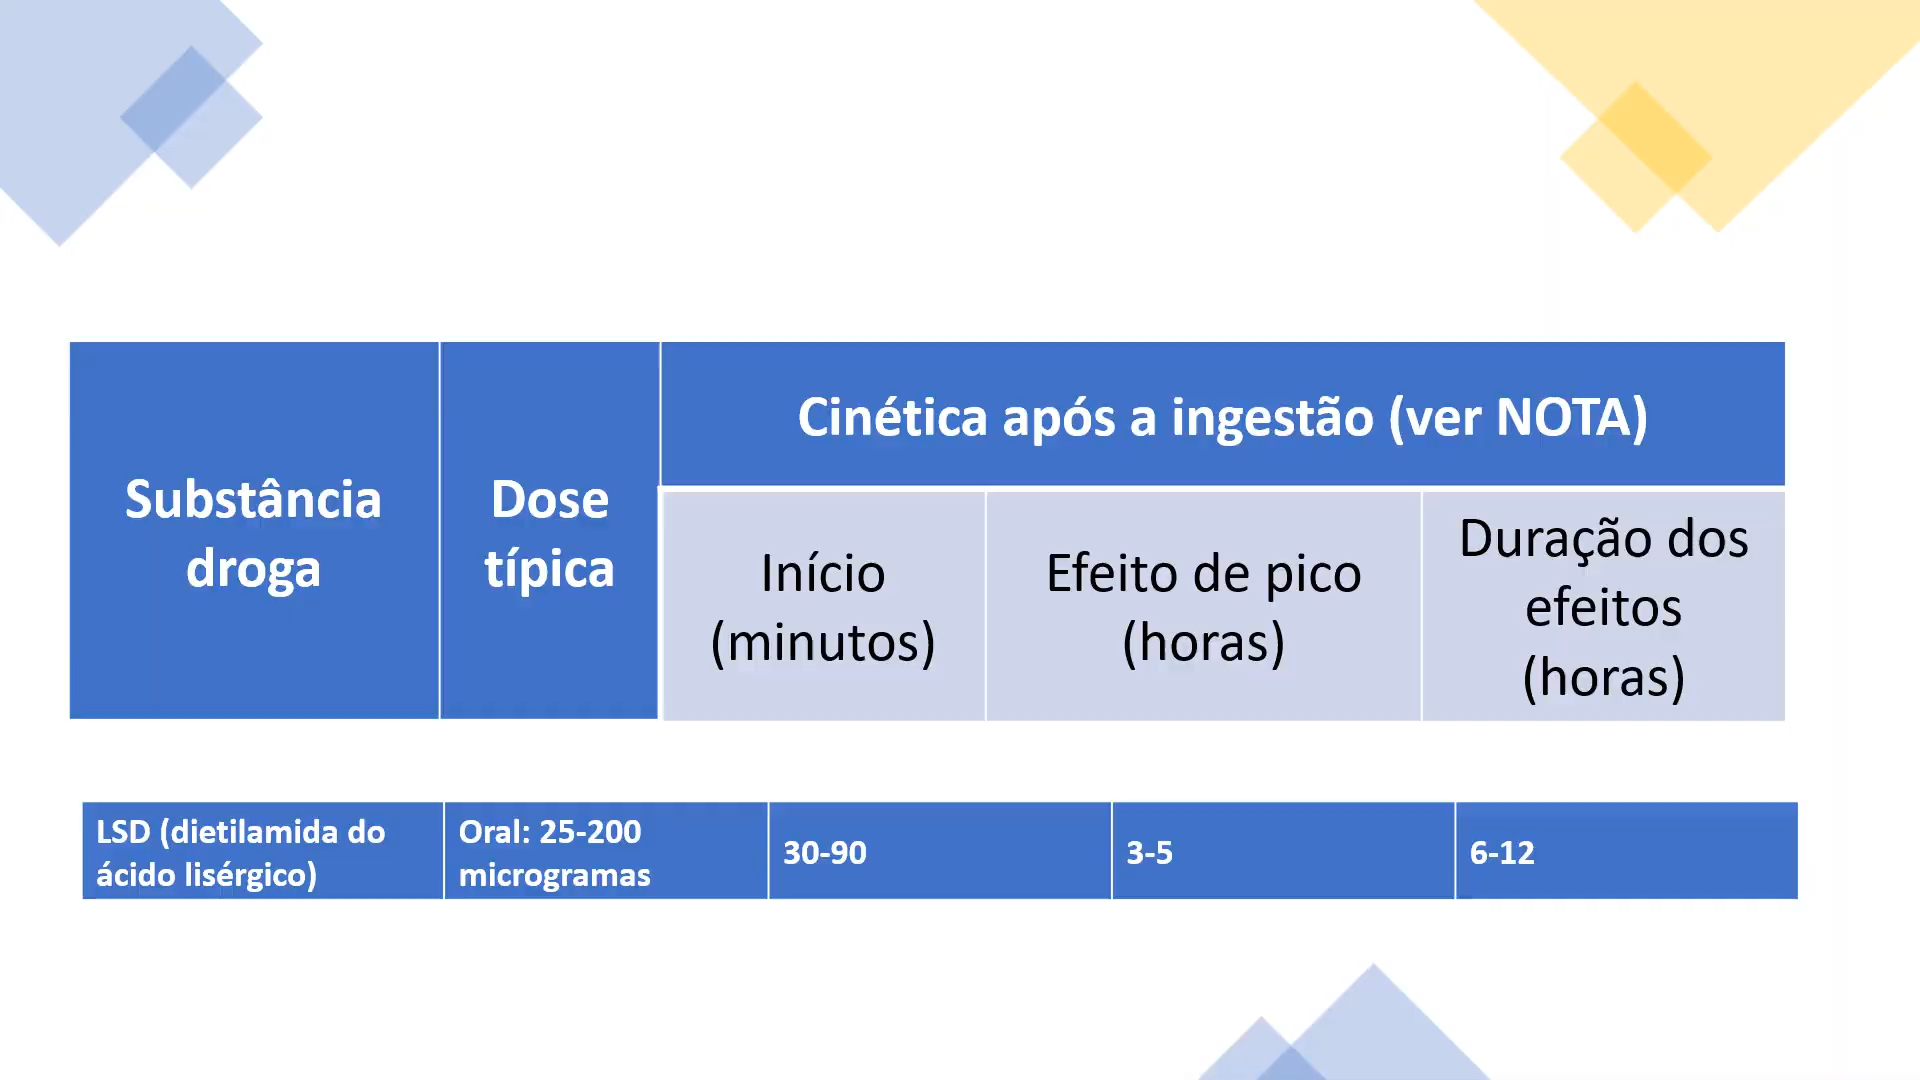 Substância
droga
Dose
típica
Cinética após a ingestão (ver NOTA)
Início
(minutos)
Efeito de pico
(horas)
Duração dos
efeitos
(horas)
LSD (dietilamida do
ácido lisérgico)
Oral: 25-200
microgramas
30-90
3-5
6-12